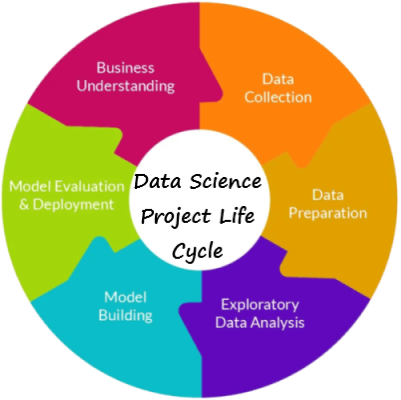 Business
Understanding
Data
Collection
Data
Preparation
Exploratory
Data Analysis
Model
Building
Model Evaluation
& Deployment
Data Science
Project Life
Cycle